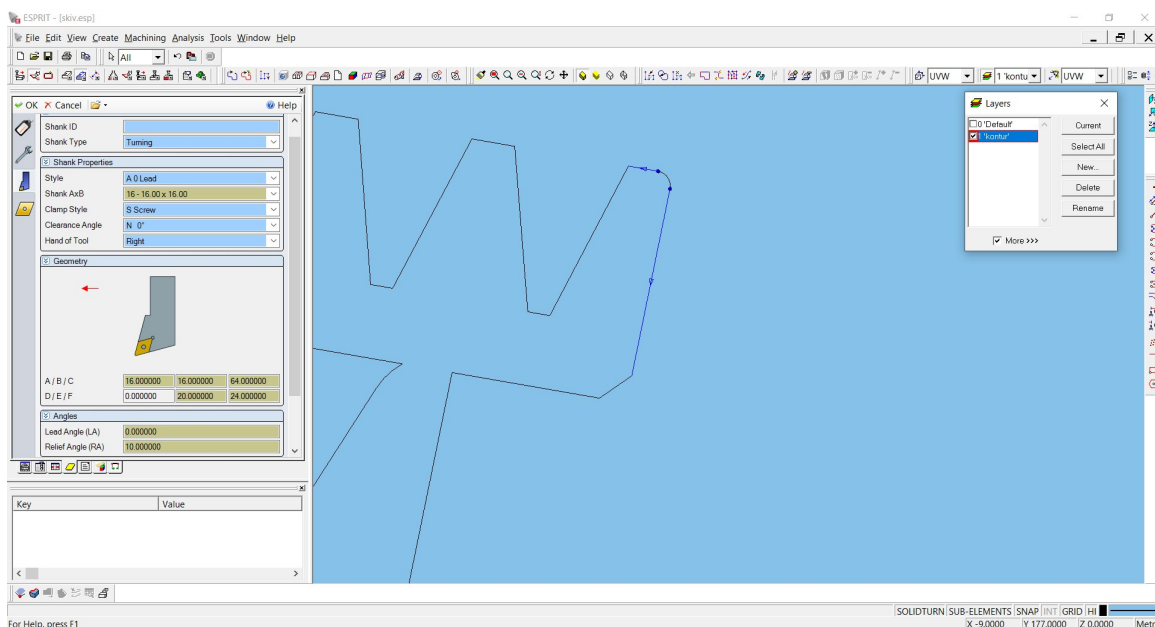 ESPRIT - [skiv.esp]
File Edit View Create Machining Analysis Tools Window Help
All
UVW 1 'kontu UVW
OK Cancel Help
Shank ID
Shank Type Turning
Shank Properties
Style A 0 Lead
Shank AxB 16 - 16.00 x 16.00
Clamp Style S Screw
Clearance Angle N 0°
Hand of Tool Right
Geometry
A / B / C 16.000000 16.000000 64.000000
D / E / F 0.000000 20.000000 24.000000
Angles
Lead Angle (LA) 0.000000
Relief Angle (RA) 10.000000
Key Value
Layers
0 'Default' Current
1 'kontur' Select All
New...
Delete
Rename
More >>>
SOLIDTURN SUB-ELEMENTS SNAP INT GRID HI
For Help, press F1 X -9.0000 Y 177.0000 Z 0.0000 Metr